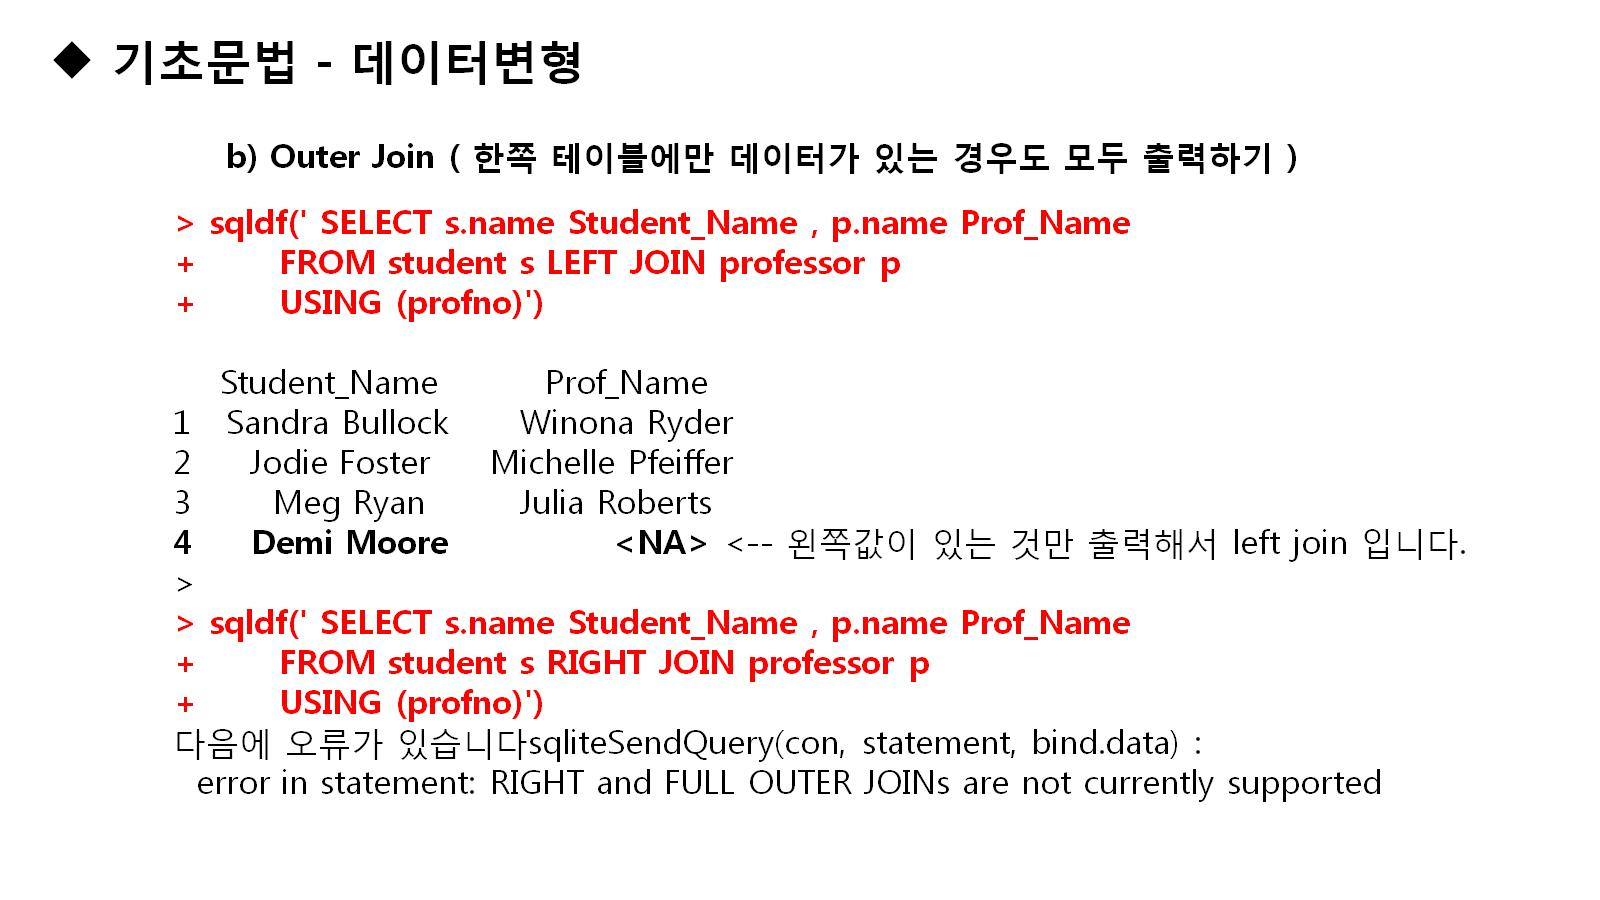 ◆ 기초문법 - 데이터변형
b) Outer Join ( 한쪽 테이블에만 데이터가 있는 경우도 모두 출력하기 )
> sqldf(' SELECT s.name Student_Name , p.name Prof_Name
+ FROM student s LEFT JOIN professor p
+ USING (profno)')
Student_Name Prof_Name
1 Sandra Bullock Winona Ryder
2 Jodie Foster Michelle Pfeiffer
3 Meg Ryan Julia Roberts
4 Demi Moore <NA> <-- 왼쪽값이 있는 것만 출력해서 left join 입니다.
>
> sqldf(' SELECT s.name Student_Name , p.name Prof_Name
+ FROM student s RIGHT JOIN professor p
+ USING (profno)')
다음에 오류가 있습니다sqliteSendQuery(con, statement, bind.data) :
error in statement: RIGHT and FULL OUTER JOINs are not currently supported